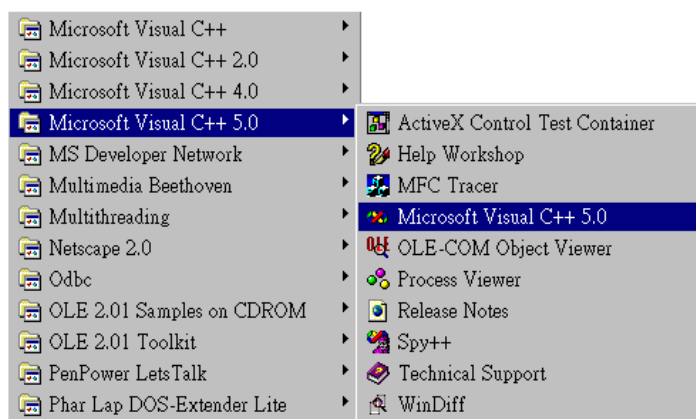 Microsoft Visual C++
Microsoft Visual C++ 2.0
Microsoft Visual C++ 4.0
Microsoft Visual C++ 5.0
MS Developer Network
Multimedia Beethoven
Multithreading
Netscape 2.0
Odbc
OLE 2.01 Samples on CDROM
OLE 2.01 Toolkit
PenPower LetsTalk
Phar Lap DOS-Extender Lite
ActiveX Control Test Container
Help Workshop
MFC Tracer
Microsoft Visual C++ 5.0
OLE-COM Object Viewer
Process Viewer
Release Notes
Spy++
Technical Support
WinDiff